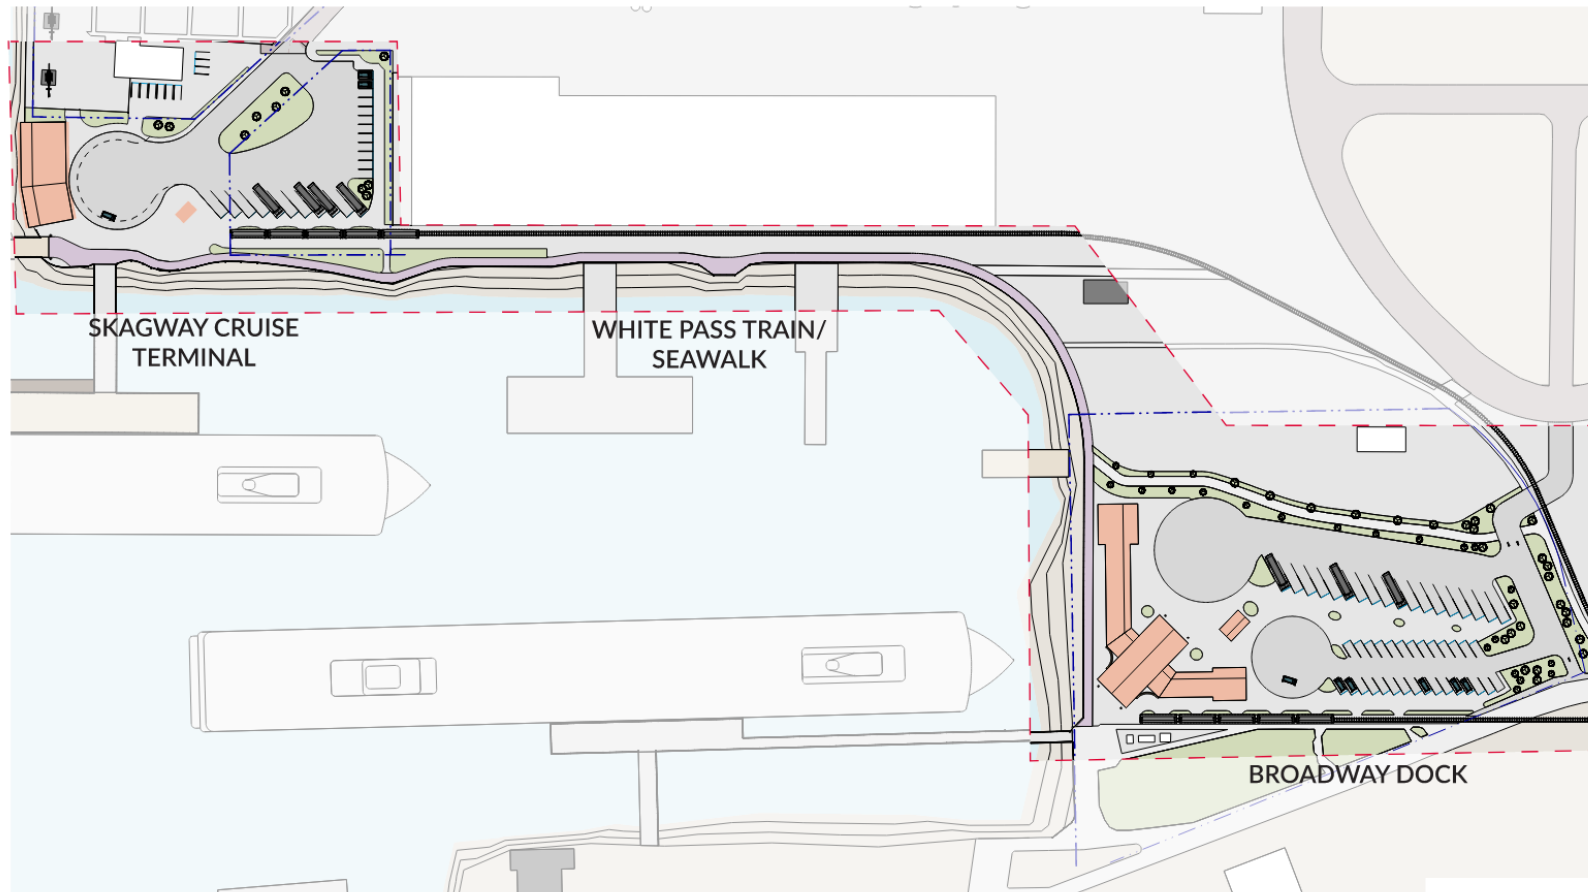 SKAGWAY CRUISE
TERMINAL
WHITE PASS TRAIN/
SEAWALK
BROADWAY DOCK